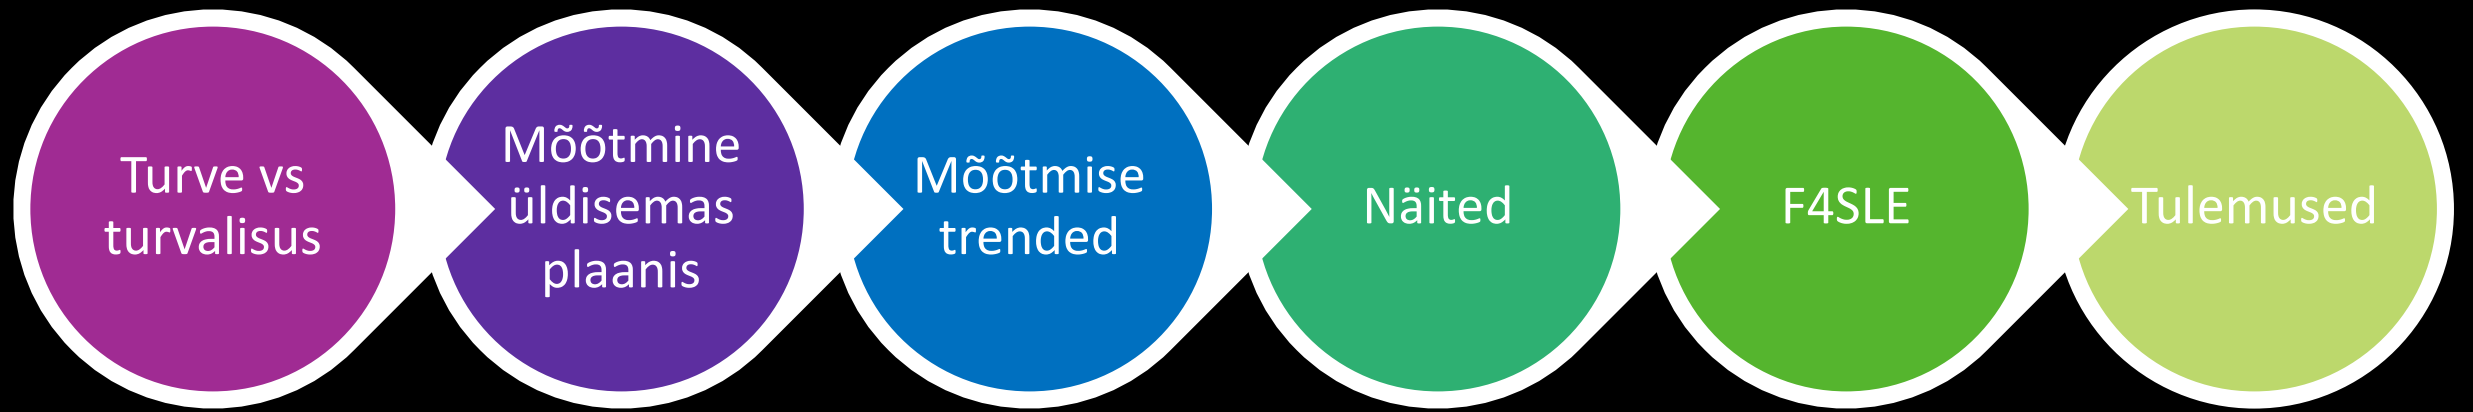 Turve vs
turvalisus
Mõõtmine
üldisemas
plaanis
Mõõtmise
trended
Näited
F4SLE
Tulemused